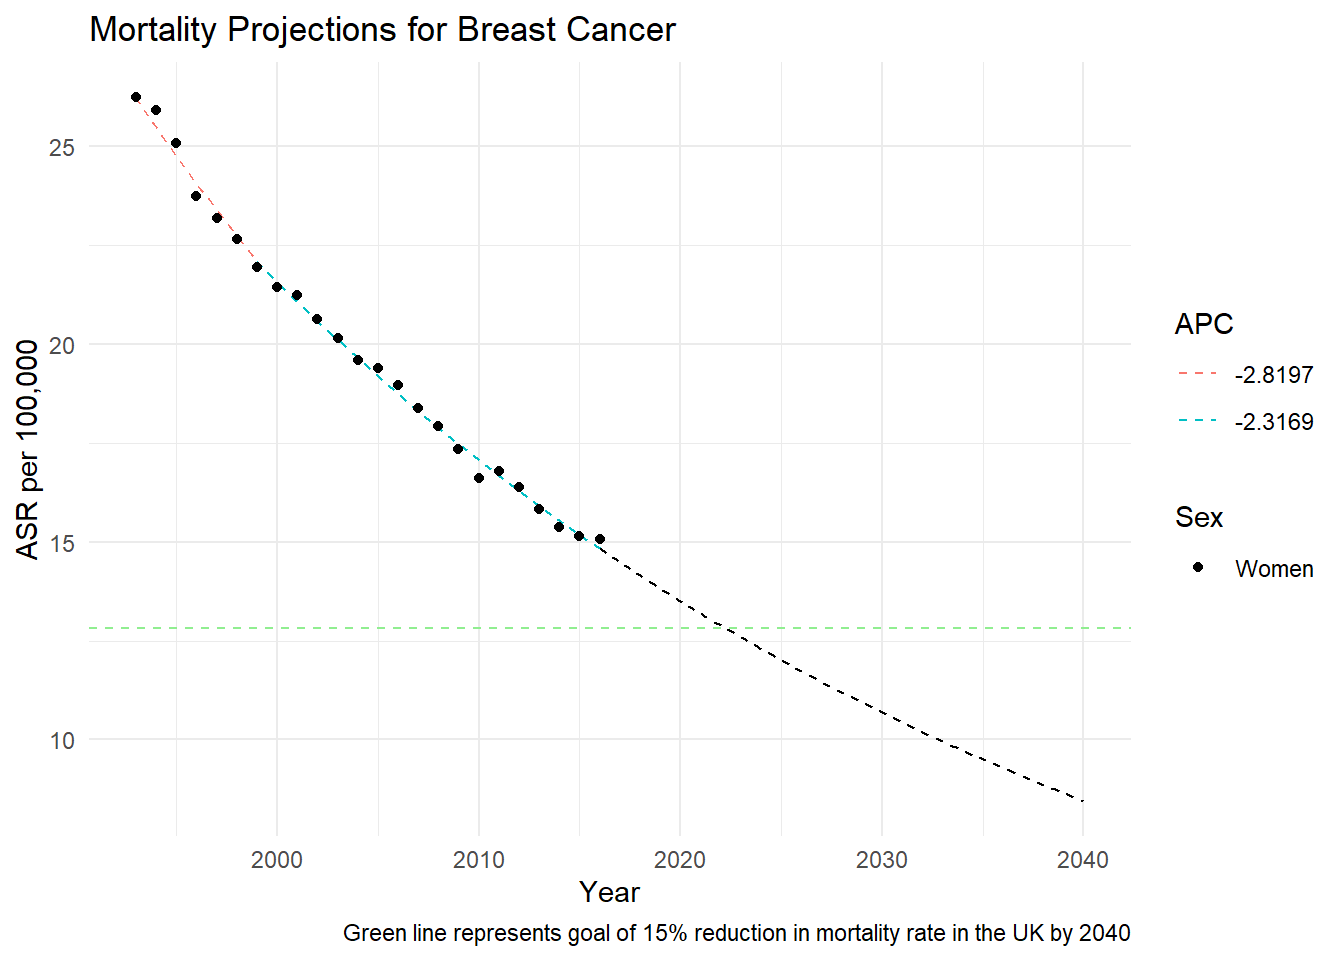 Mortality Projections for Breast Cancer
ASR per 100,000
25
20
15
10
2000
2010
2020
2030
2040
Year
APC
-2.8197
-2.3169
Sex
Women
Green line represents goal of 15% reduction in mortality rate in the UK by 2040